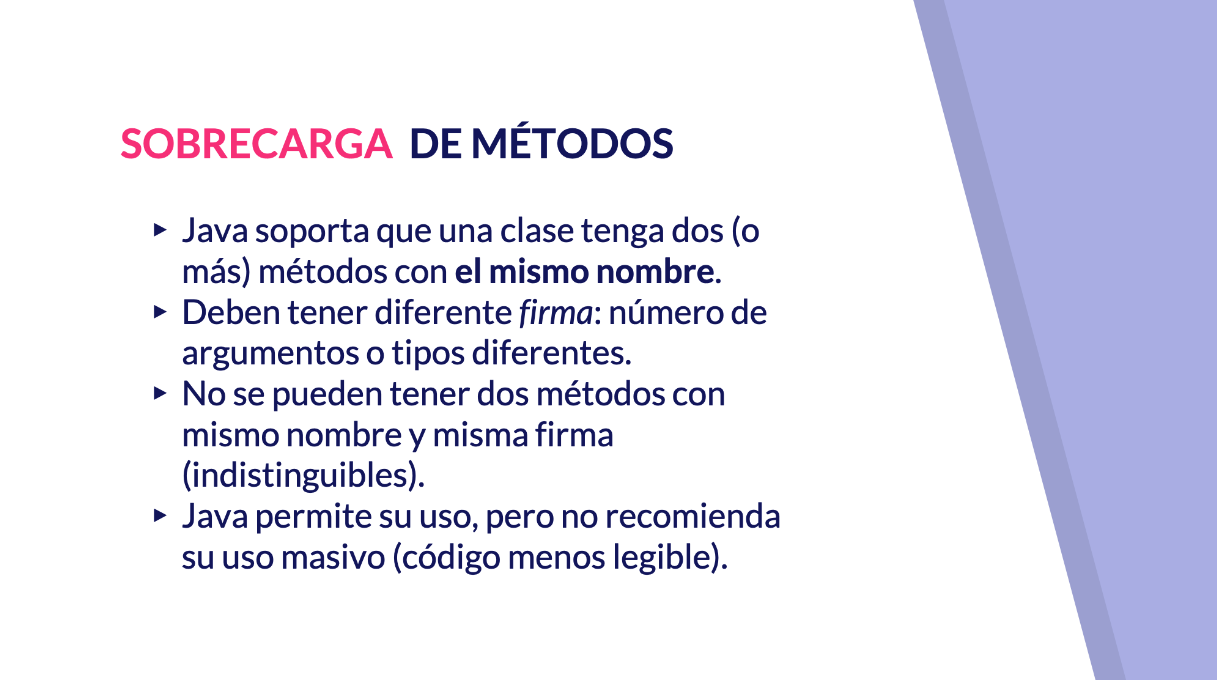 SOBRECARGA DE MÉTODOS
▸ Java soporta que una clase tenga dos (o
más) métodos con el mismo nombre.
▸ Deben tener diferente firma: número de
argumentos o tipos diferentes.
▸ No se pueden tener dos métodos con
mismo nombre y misma firma
(indistinguibles).
▸ Java permite su uso, pero no recomienda
su uso masivo (código menos legible).